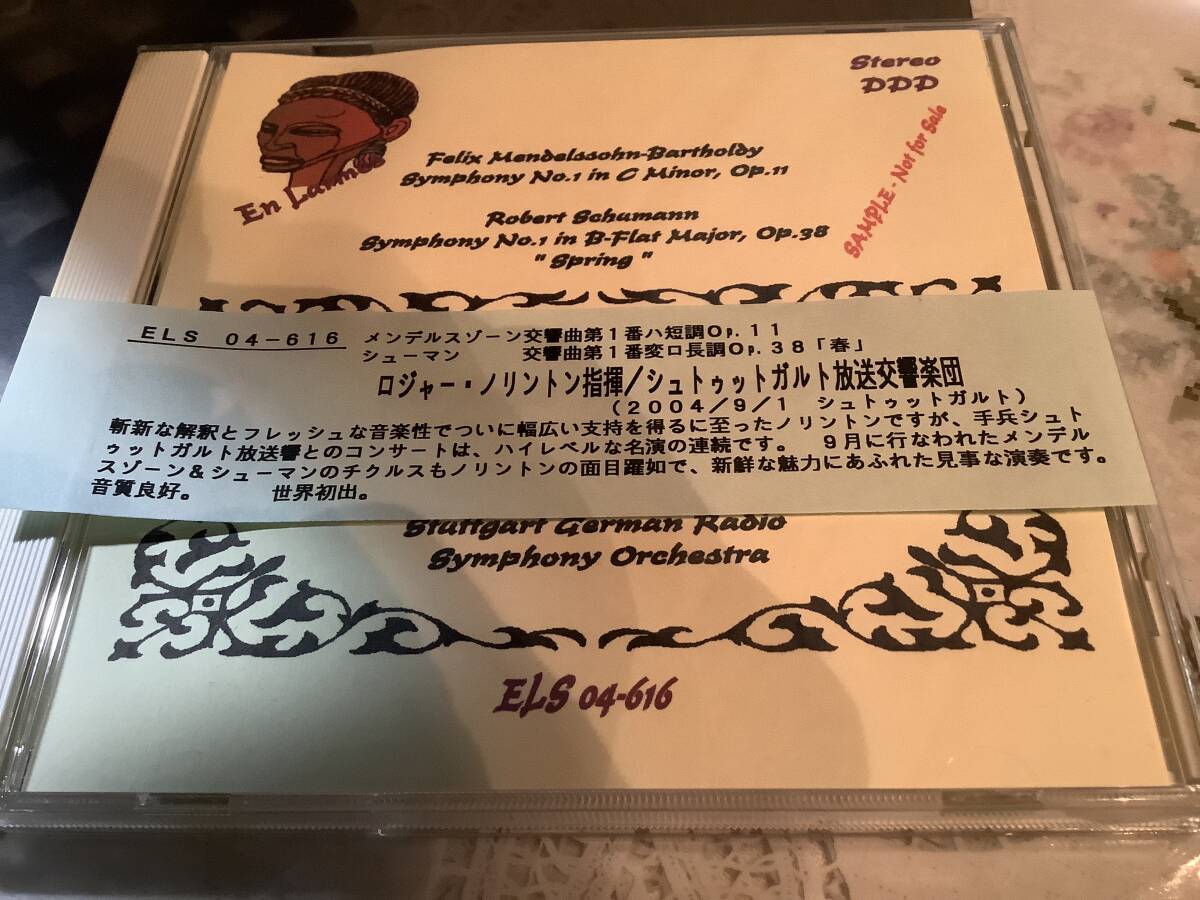 Stereo
DDD
SAMPLE - Not for Sale
En Larmes
Felix Mendelssohn-Bartholdy
Symphony No.1 in C Minor, Op.11
Robert Schumann
Symphony No.1 in B-Flat Major, Op.38
" Spring "
ELS 04-616 メンデルスゾーン交響曲第1番ハ短調Op.11
シューマン 交響曲第1番変ロ長調Op.38「春」
ロジャー・ノリントン指揮/シュトゥットガルト放送交響楽団
(2004/9/1 シュトゥットガルト)
斬新な解釈とフレッシュな音楽性でついに幅広い支持を得るに至ったノリントンですが、手兵シュト
ゥットガルト放送響とのコンサートは、ハイレベルな名演の連続です。 9月に行なわれたメンデル
スゾーン&シューマンのチクルスもノリントンの面目躍如で、新鮮な魅力にあふれた見事な演奏です。
音質良好。 世界初出。
Stuttgart German Radio
Symphony Orchestra
ELS 04-616